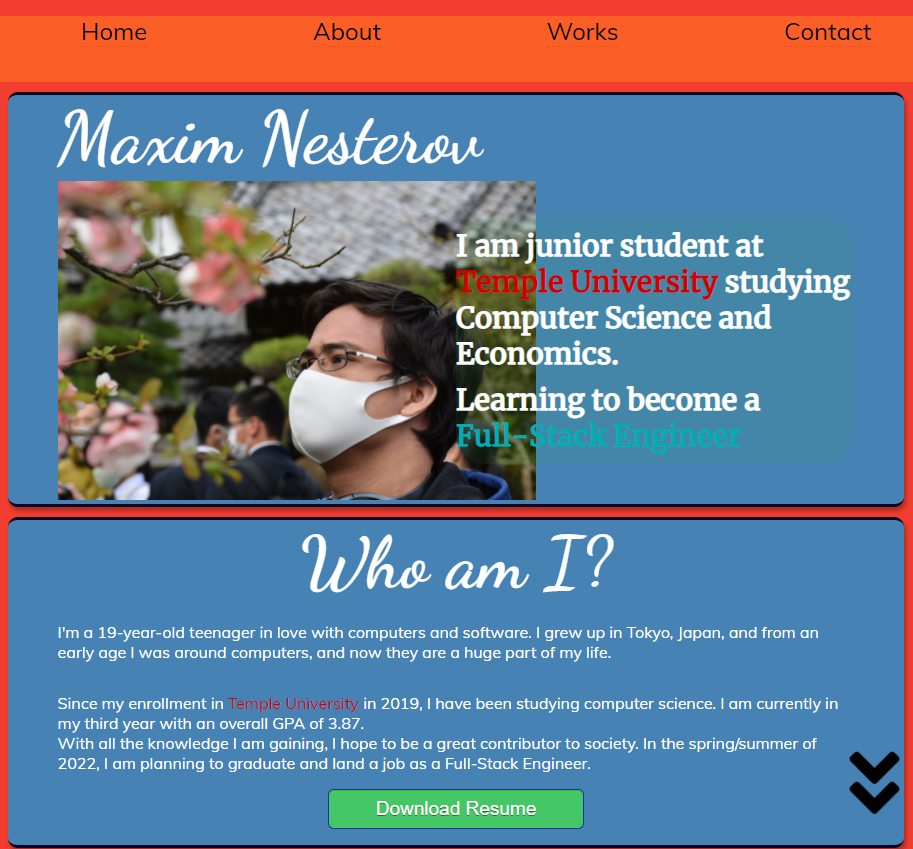 Home About Works Contact
Maxim Nesterov
I am junior student at
Temple University studying
Computer Science and
Economics.
Learning to become a
Full-Stack Engineer
Who am I?
I'm a 19-year-old teenager in love with computers and software. I grew up in Tokyo, Japan, and from an
early age I was around computers, and now they are a huge part of my life.
Since my enrollment in Temple University in 2019, I have been studying computer science. I am currently in
my third year with an overall GPA of 3.87.
With all the knowledge I am gaining, I hope to be a great contributor to society. In the spring/summer of
2022, I am planning to graduate and land a job as a Full-Stack Engineer.
Download Resume